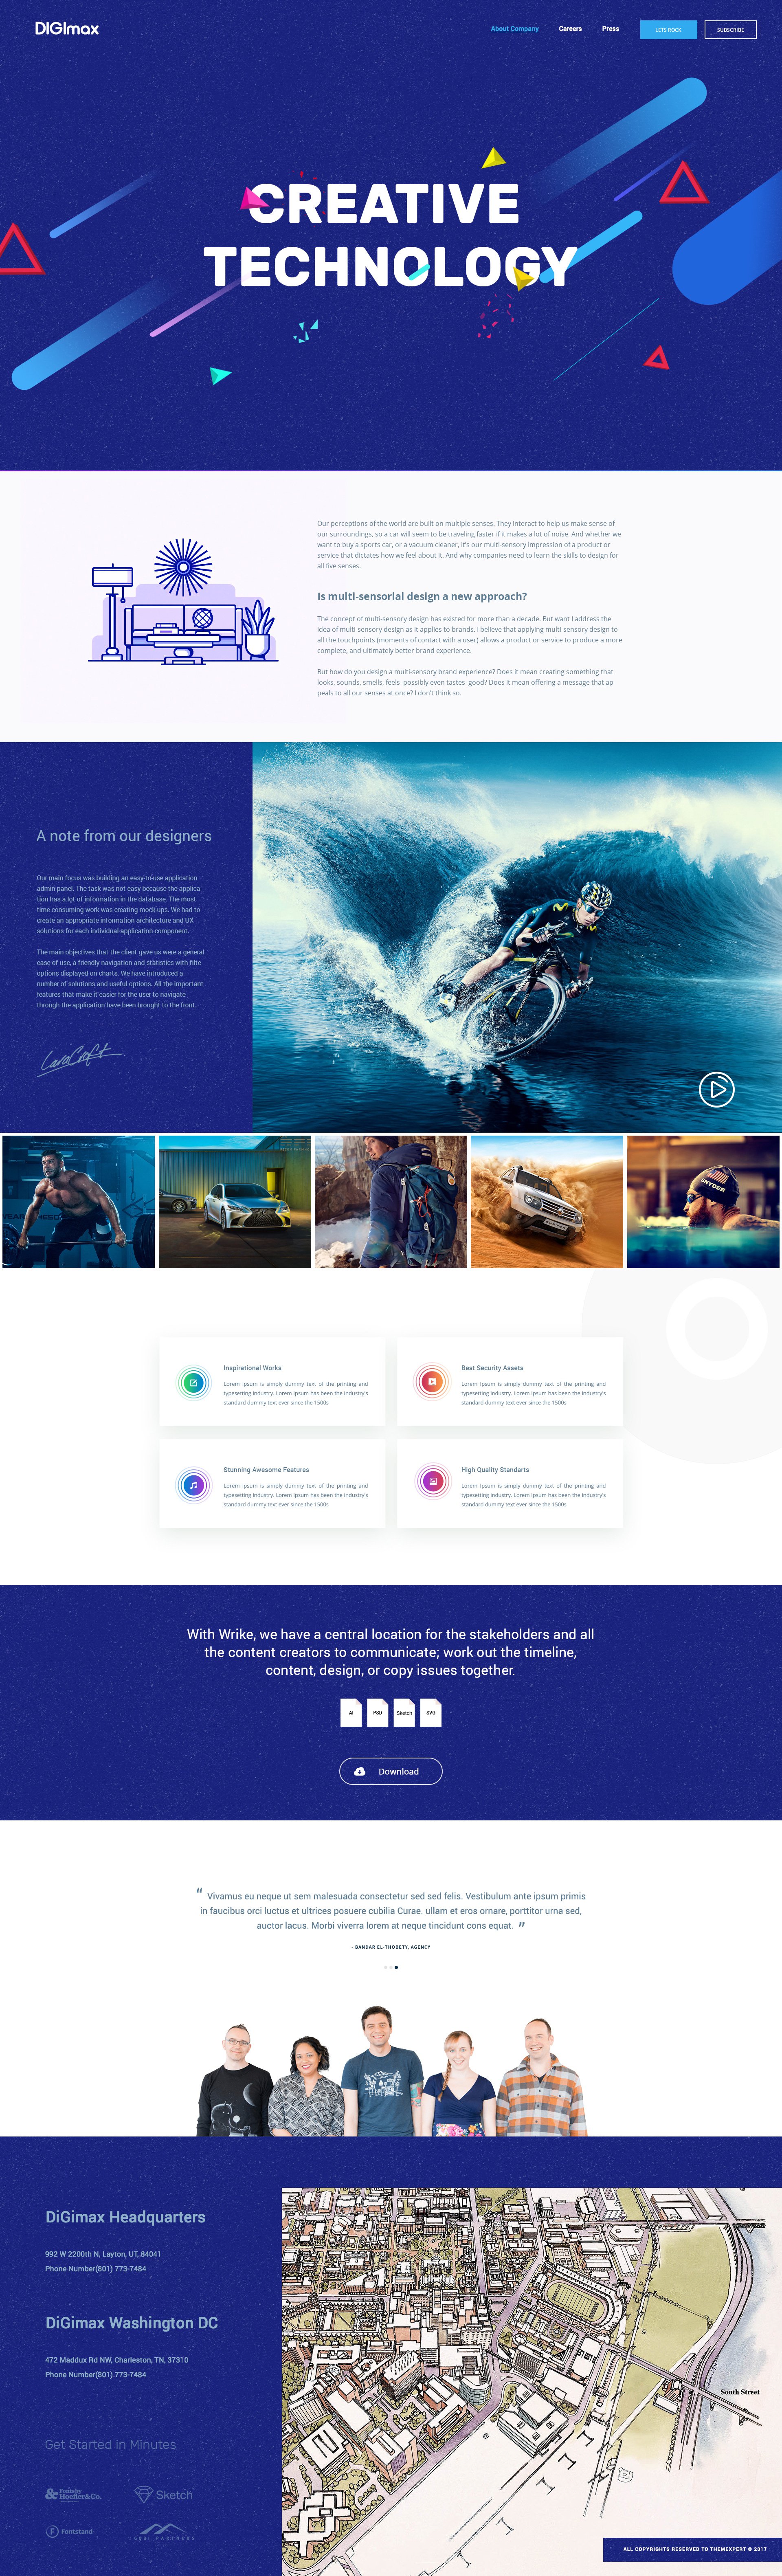 DIGImax
About Company
Careers
Press
LETS ROCK
SUBSCRIBE
CREATIVE
TECHNOLOGY
Our perceptions of the world are built on multiple senses. They interact to help us make sense of
our surroundings, so a car will seem to be traveling faster if it makes a lot of noise. And whether we
want to buy a sports car, or a vacuum cleaner, it's our multi-sensory impression of a product or
service that dictates how we feel about it. And why companies need to learn the skills to design for
all five senses.
Is multi-sensorial design a new approach?
The concept of multi-sensory design has existed for more than a decade. But want I address the
idea of multi-sensory design as it applies to brands. I believe that applying multi-sensory design to
all the touchpoints (moments of contact with a user) allows a product or service to produce a more
complete, and ultimately better brand experience.
But how do you design a multi-sensory brand experience? Does it mean creating something that
looks, sounds, smells, feels–possibly even tastes–good? Does it mean offering a message that ap-
peals to all our senses at once? I don't think so.
A note from our designers
Our main focus was building an easy-to-use application
admin panel. The task was not easy because the applica-
tion has a lot of information in the database. The most
time consuming work was creating mock-ups. We had to
create an appropriate information architecture and UX
solutions for each individual application component.
The main objectives that the client gave us were a general
ease of use, a friendly navigation and statistics with filte
options displayed on charts. We have introduced a
number of solutions and useful options. All the important
features that make it easier for the user to navigate
through the application have been brought to the front.
SNYDER
Inspirational Works
Lorem Ipsum is simply dummy text of the printing and
typesetting industry. Lorem Ipsum has been the industry's
standard dummy text ever since the 1500s
Best Security Assets
Lorem Ipsum is simply dummy text of the printing and
typesetting industry. Lorem Ipsum has been the industry's
standard dummy text ever since the 1500s
Stunning Awesome Features
Lorem Ipsum is simply dummy text of the printing and
typesetting industry. Lorem Ipsum has been the industry's
standard dummy text ever since the 1500s
High Quality Standarts
Lorem Ipsum is simply dummy text of the printing and
typesetting industry. Lorem Ipsum has been the industry's
standard dummy text ever since the 1500s
With Wrike, we have a central location for the stakeholders and all
the content creators to communicate; work out the timeline,
content, design, or copy issues together.
AI
PSD
Sketch
SVG
Download
“ Vivamus eu neque ut sem malesuada consectetur sed sed felis. Vestibulum ante ipsum primis
in faucibus orci luctus et ultrices posuere cubilia Curae. ullam et eros ornare, porttitor urna sed,
auctor lacus. Morbi viverra lorem at neque tincidunt cons equat. ”
- BANDAR EL-THOBETY, AGENCY
DiGimax Headquarters
992 W 2200th N, Layton, UT, 84041
Phone Number(801) 773-7484
DiGimax Washington DC
472 Maddux Rd NW, Charleston, TN, 37310
Phone Number(801) 773-7484
Get Started in Minutes
& Hoefler&Co.
Sketch
F Fontstand
South Street
ALL COPYRIGHTS RESERVED TO THEMEXPERT © 2017